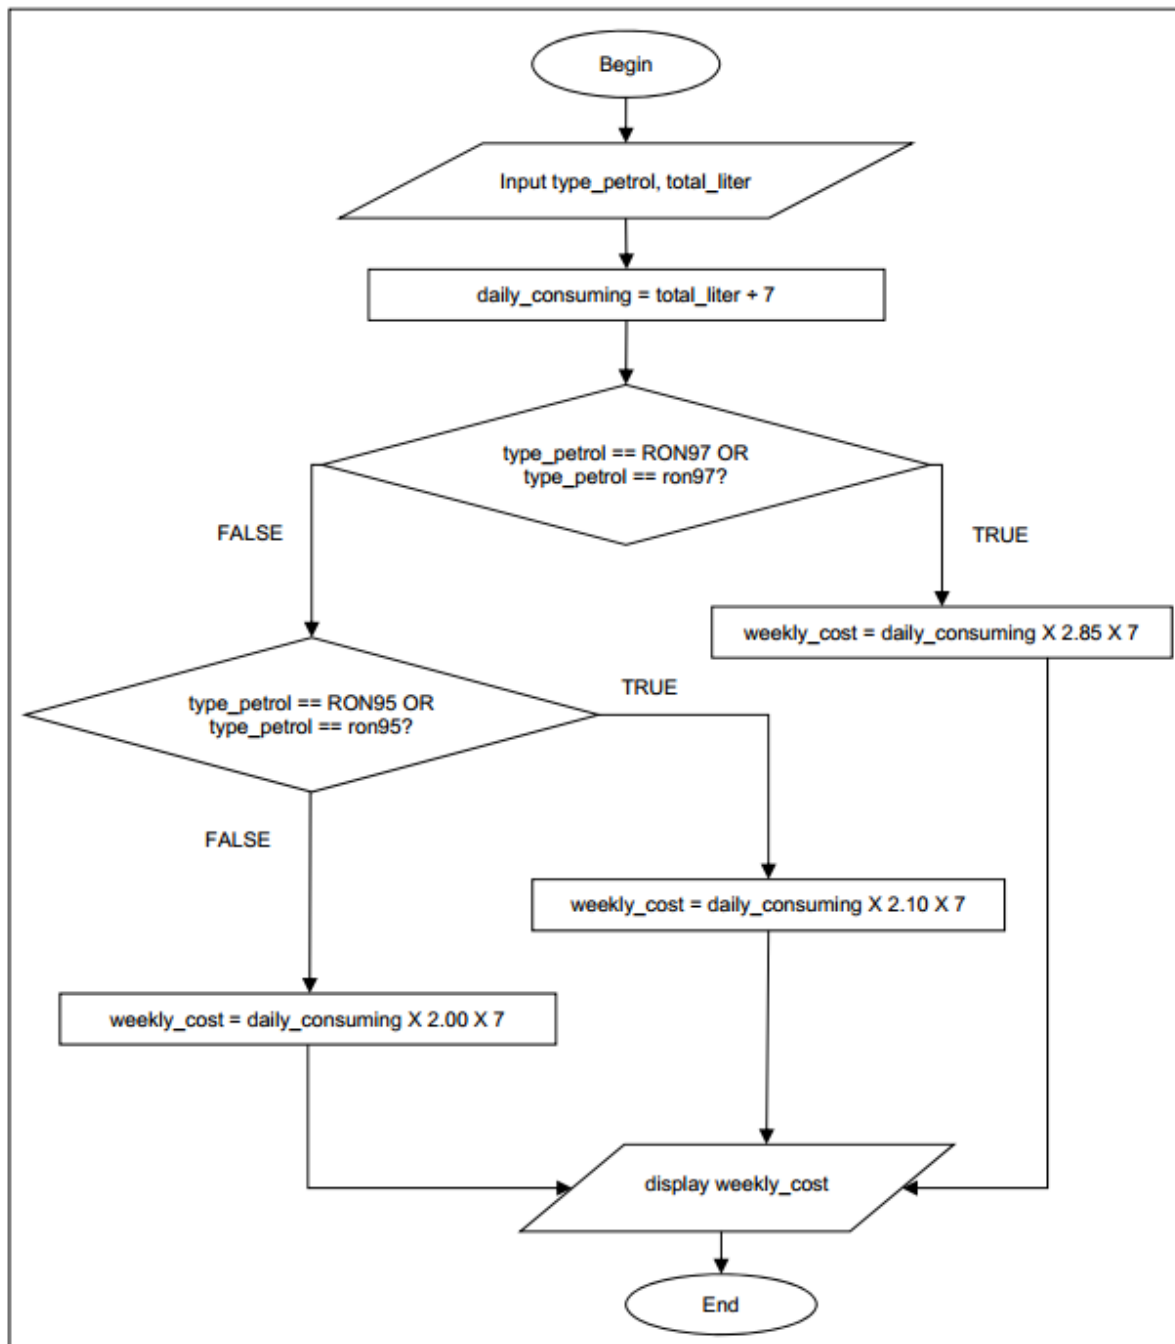 Begin
Input type_petrol, total_liter
daily_consuming = total_liter ÷ 7
type_petrol == RON97 OR
type_petrol == ron97?
FALSE
TRUE
weekly_cost = daily_consuming X 2.85 X 7
type_petrol == RON95 OR
type_petrol == ron95?
TRUE
FALSE
weekly_cost = daily_consuming X 2.10 X 7
weekly_cost = daily_consuming X 2.00 X 7
display weekly_cost
End